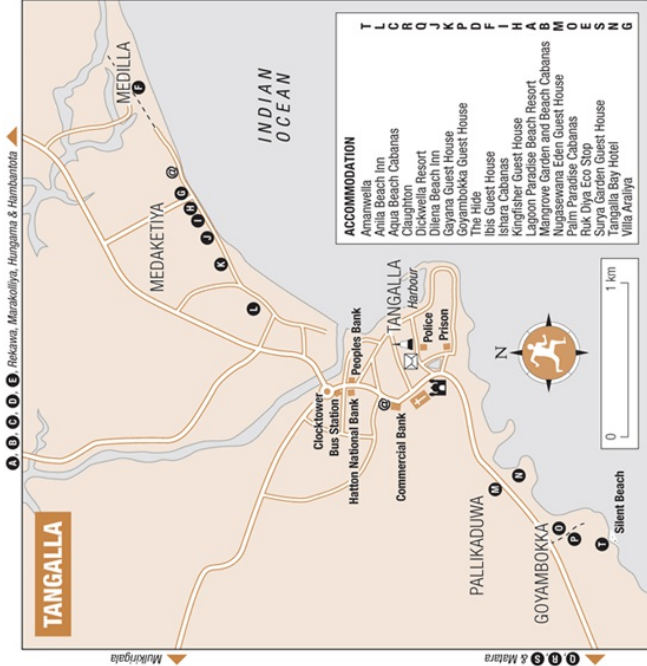 TANGALLA
A, B, C, D, E, Rekawa, Marakolliya, Hungama & Hambantota
Mulkirigala
Q, R, S & Matara
MEDILLA
F
@
MEDAKETIYA
G
H
I
J
K
L
INDIAN
OCEAN
Clocktower
Bus Station
Hatton National Bank
Peoples Bank
@
Commercial Bank
TANGALLA
Harbour
Police
Prison
PALLIKADUWA
M
N
GOYAMBOKKA
O
P
T
Silent Beach
N
0
1 km
ACCOMMODATION
Amanwella T
Anila Beach Inn L
Aqua Beach Cabanas C
Claughton R
Dickwella Resort Q
Dilena Beach Inn J
Gayana Guest House K
Goyambokka Guest House P
The Hide D
Ibis Guest House F
Ishara Cabanas I
Kingfisher Guest House H
Lagoon Paradise Beach Resort A
Mangrove Garden and Beach Cabanas B
Nugasewana Eden Guest House M
Palm Paradise Cabanas O
Ruk Diya Eco Stop E
Surya Garden Guest House S
Tangalla Bay Hotel N
Villa Araliya G